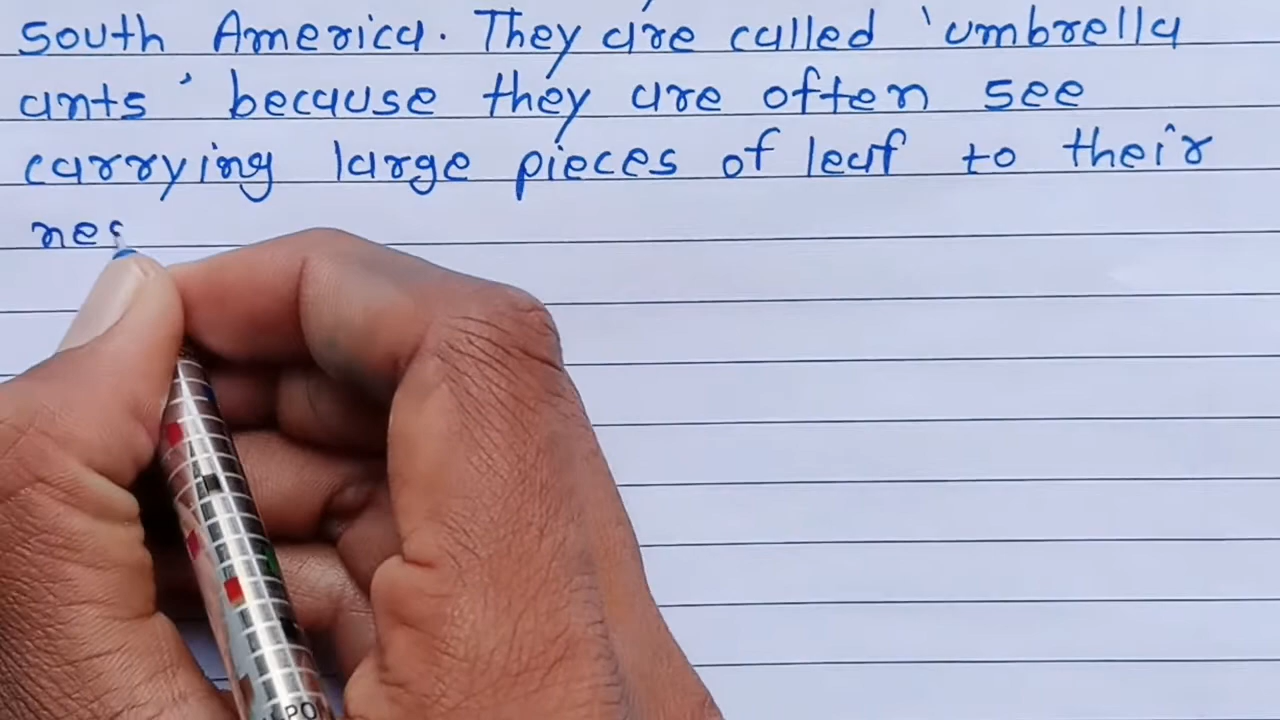 South America. They are called 'umbrella
ants' because they are often see
carrying large pieces of leaf to their
nes